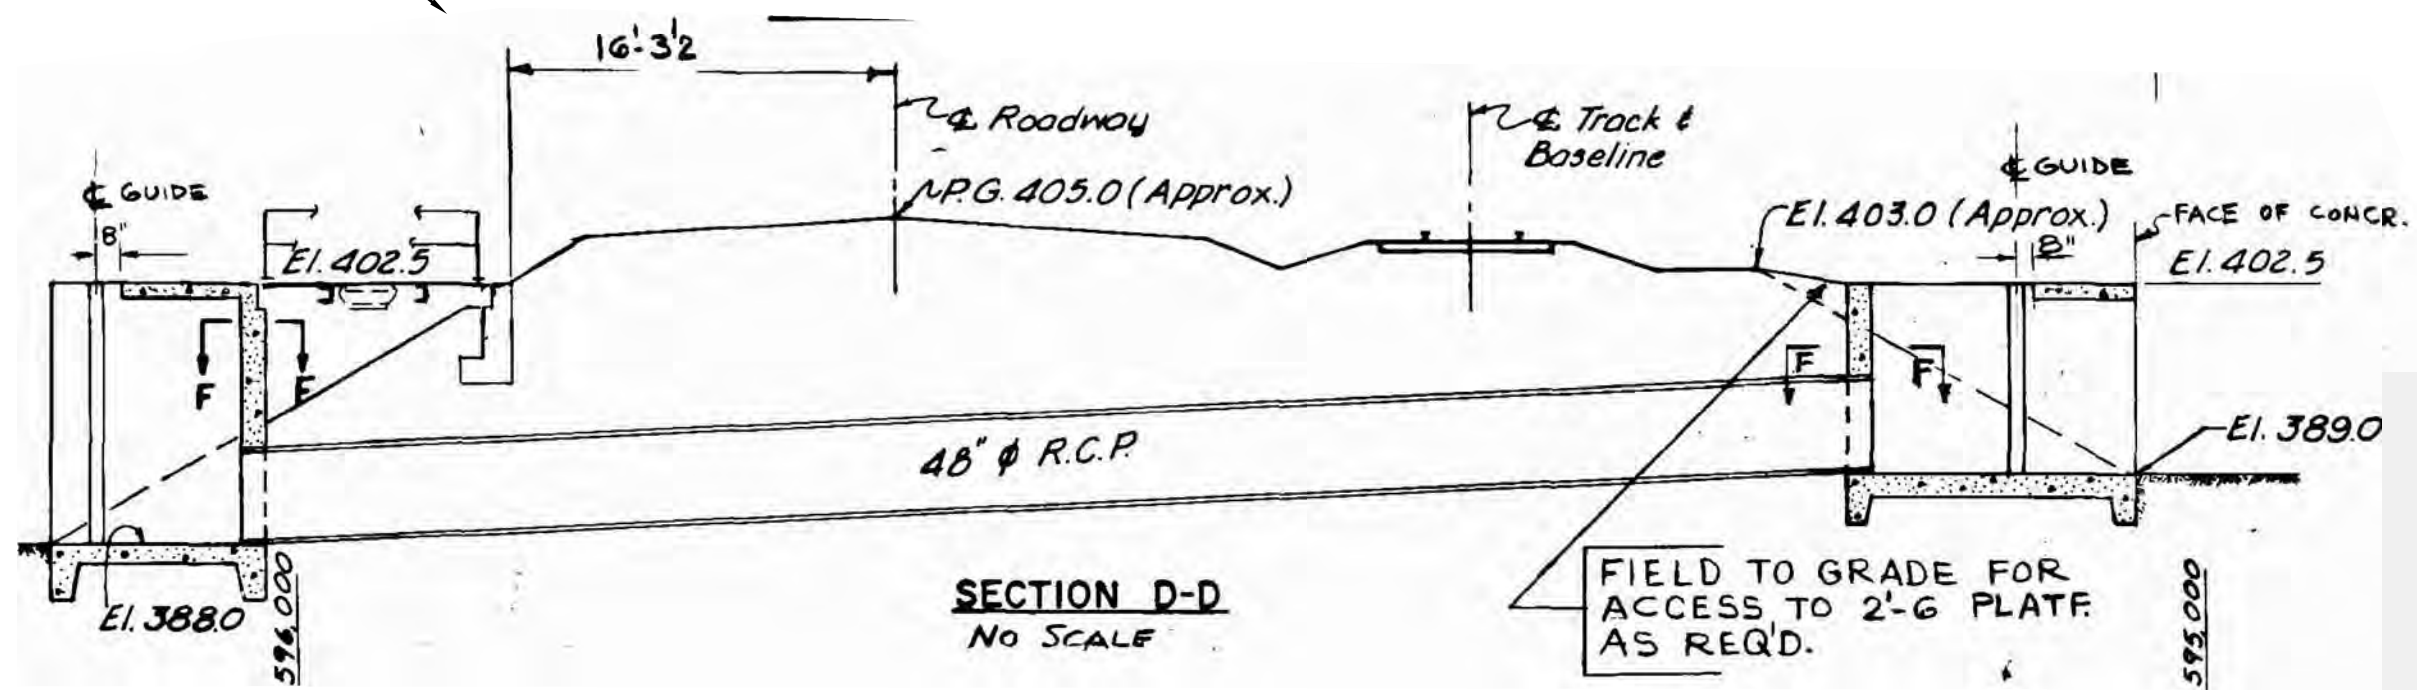 16'-3½
℄ Roadway
℄ Track &
Baseline
℄ GUIDE
℄ GUIDE
P.G. 405.0 (Approx.)
El. 403.0 (Approx.)
FACE OF CONCR.
8"
8"
El. 402.5
El. 402.5
F
F
F
F
El. 389.0
48" ϕ R.C.P.
El. 388.0
596,000
SECTION D-D
NO SCALE
FIELD TO GRADE FOR
ACCESS TO 2'-6 PLATF.
AS REQ'D.
595,000